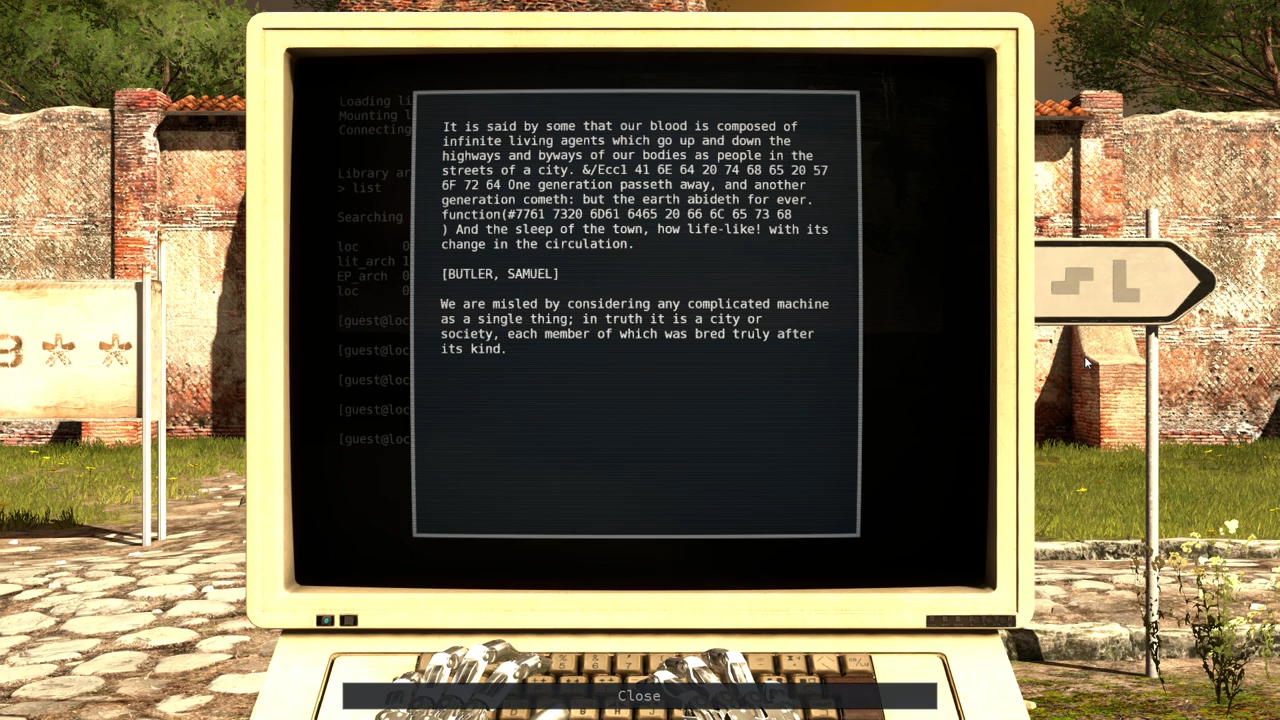 Loading li
Mounting l
Connecting
Library ar
> list
Searching
loc 0
lit_arch 1
EP_arch 0
loc 0
[guest@loc
[guest@loc
[guest@loc
[guest@loc
[guest@loc
It is said by some that our blood is composed of
infinite living agents which go up and down the
highways and byways of our bodies as people in the
streets of a city. &/Ecc1 41 6E 64 20 74 68 65 20 57
6F 72 64 One generation passeth away, and another
generation cometh: but the earth abideth for ever.
function(#7761 7320 6D61 6465 20 66 6C 65 73 68
) And the sleep of the town, how life-like! with its
change in the circulation.
[BUTLER, SAMUEL]
We are misled by considering any complicated machine
as a single thing; in truth it is a city or
society, each member of which was bred truly after
its kind.
Close